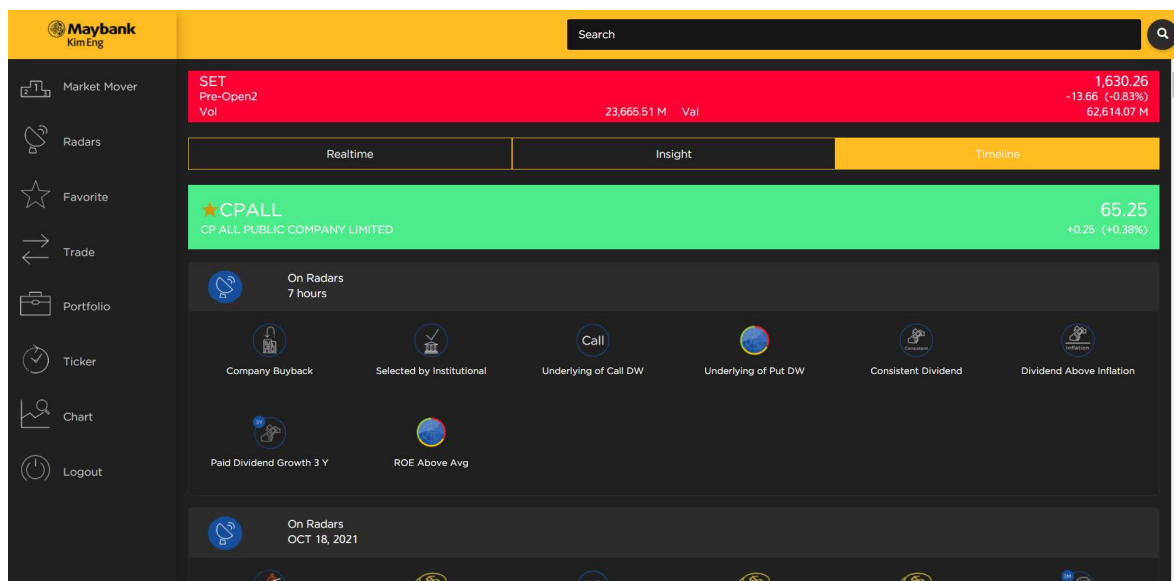 Maybank
Kim Eng
Search
Market Mover
Radars
Favorite
Trade
Portfolio
Ticker
Chart
Logout
SET 1,630.26
Pre-Open2 -13.66 (-0.83%)
Vol 23,665.51 M Val 62,614.07 M
Realtime Insight Timeline
CPALL 65.25
CP ALL PUBLIC COMPANY LIMITED +0.25 (+0.38%)
On Radars
7 hours
Call
Consistent
Inflation
Company Buyback Selected by Institutional Underlying of Call DW Underlying of Put DW Consistent Dividend Dividend Above Inflation
3Y
Paid Dividend Growth 3 Y ROE Above Avg
On Radars
OCT 18, 2021
3M